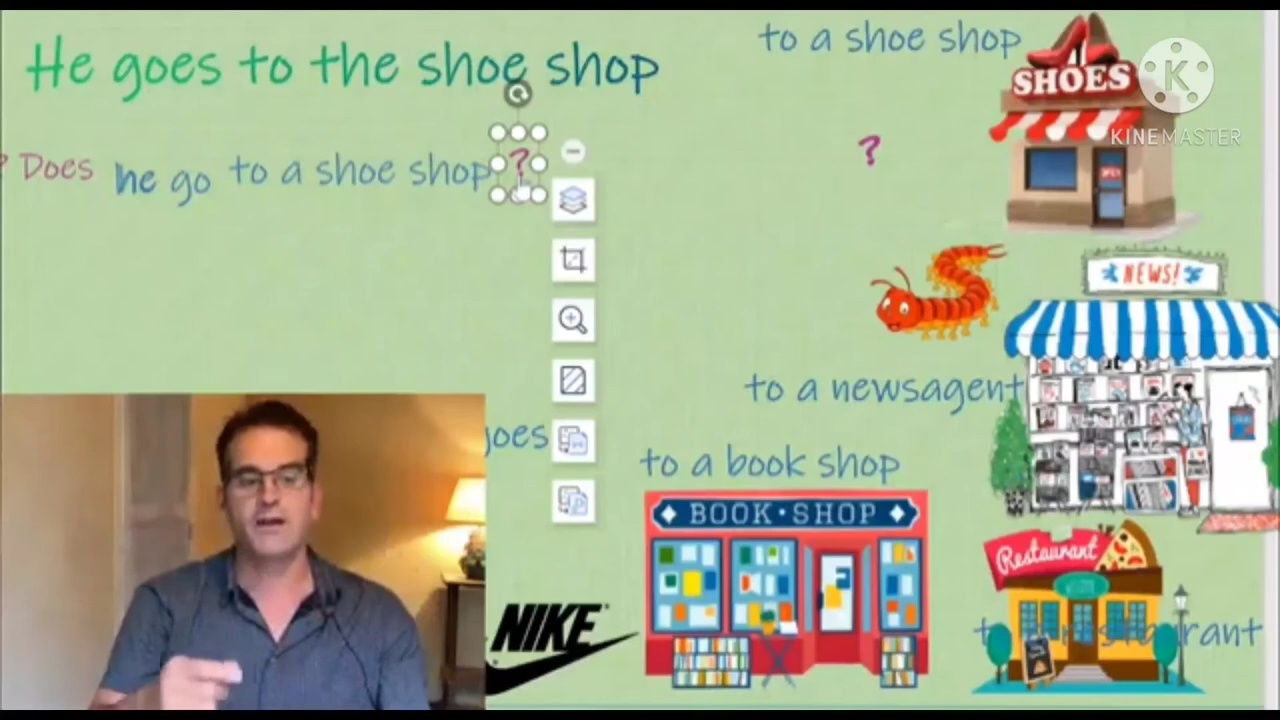 He goes to the shoe shop
to a shoe shop
SHOES
KINEMASTER
? Does he go to a shoe shop ?
?
NEWS!
to a newsagent
goes
to a book shop
BOOK·SHOP
Restaurant
NIKE